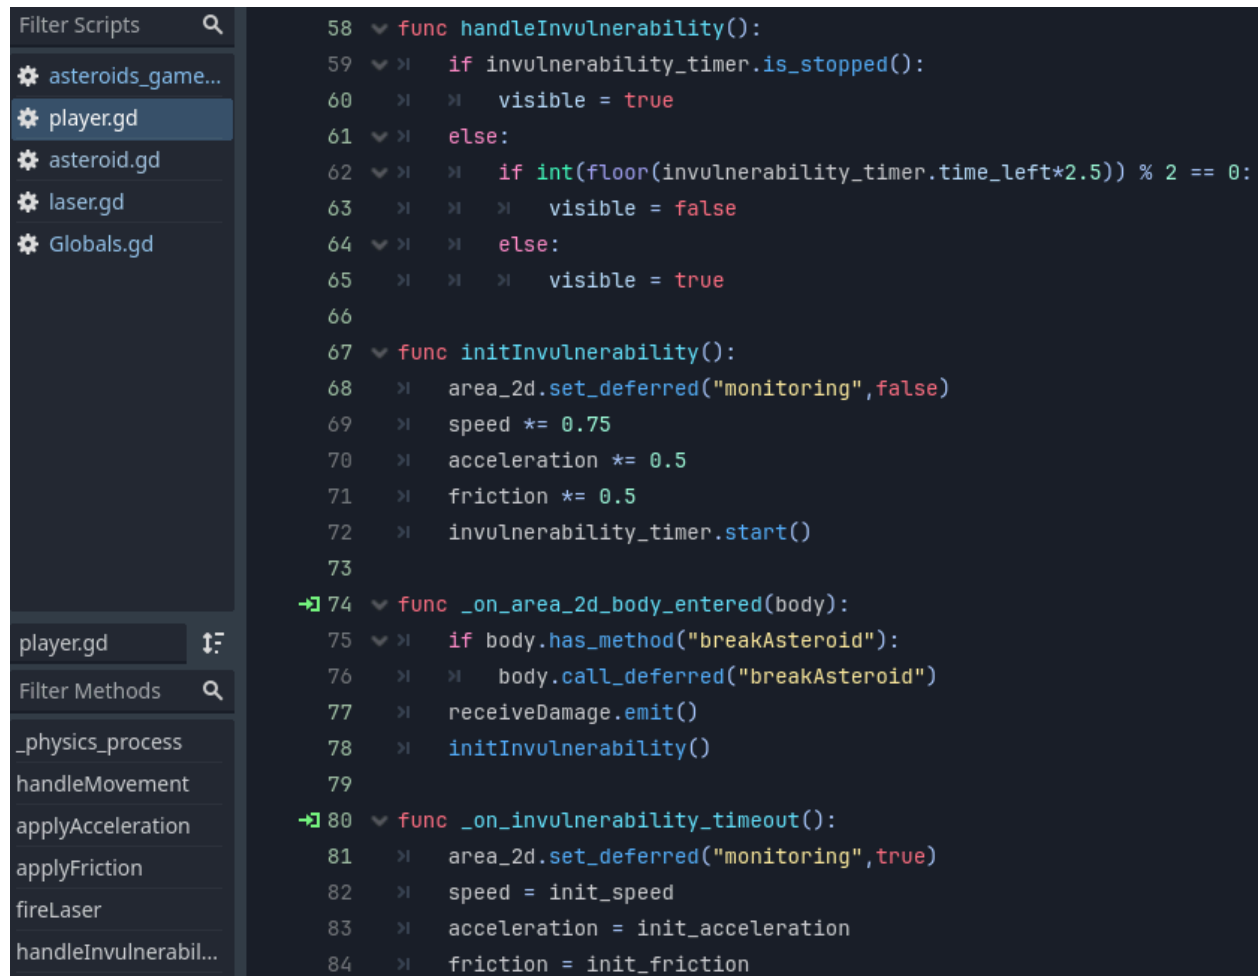 Filter Scripts
asteroids_game...
player.gd
asteroid.gd
laser.gd
Globals.gd
player.gd
Filter Methods
_physics_process
handleMovement
applyAcceleration
applyFriction
fireLaser
handleInvulnerabil...
58 func handleInvulnerability():
59 if invulnerability_timer.is_stopped():
60 visible = true
61 else:
62 if int(floor(invulnerability_timer.time_left*2.5)) % 2 == 0:
63 visible = false
64 else:
65 visible = true
66
67 func initInvulnerability():
68 area_2d.set_deferred("monitoring",false)
69 speed *= 0.75
70 acceleration *= 0.5
71 friction *= 0.5
72 invulnerability_timer.start()
73
74 func _on_area_2d_body_entered(body):
75 if body.has_method("breakAsteroid"):
76 body.call_deferred("breakAsteroid")
77 receiveDamage.emit()
78 initInvulnerability()
79
80 func _on_invulnerability_timeout():
81 area_2d.set_deferred("monitoring",true)
82 speed = init_speed
83 acceleration = init_acceleration
84 friction = init_friction